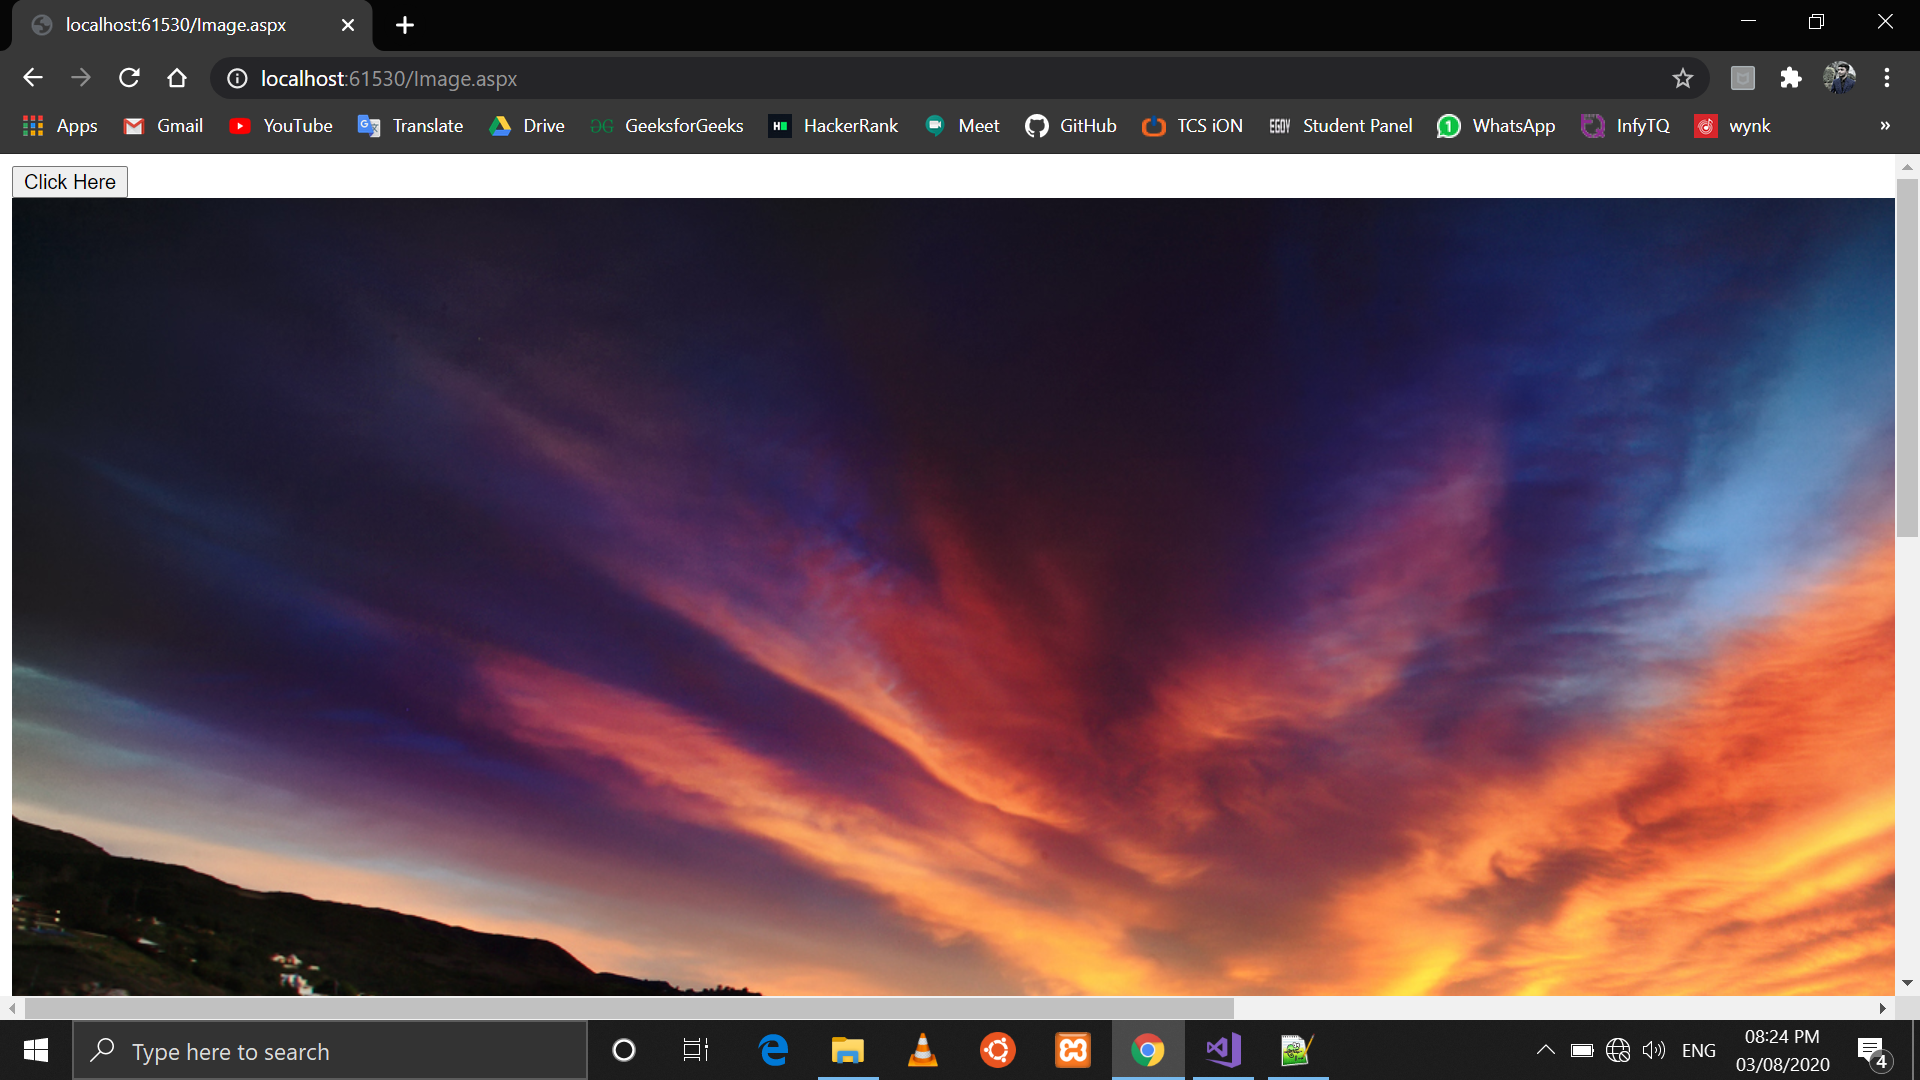 localhost:61530/Image.aspx
localhost:61530/Image.aspx
Apps Gmail YouTube Translate Drive GeeksforGeeks HackerRank Meet GitHub TCS iON EGOV Student Panel 1 WhatsApp InfyTQ wynk »
Click Here
Type here to search
ENG
08:24 PM
03/08/2020
4